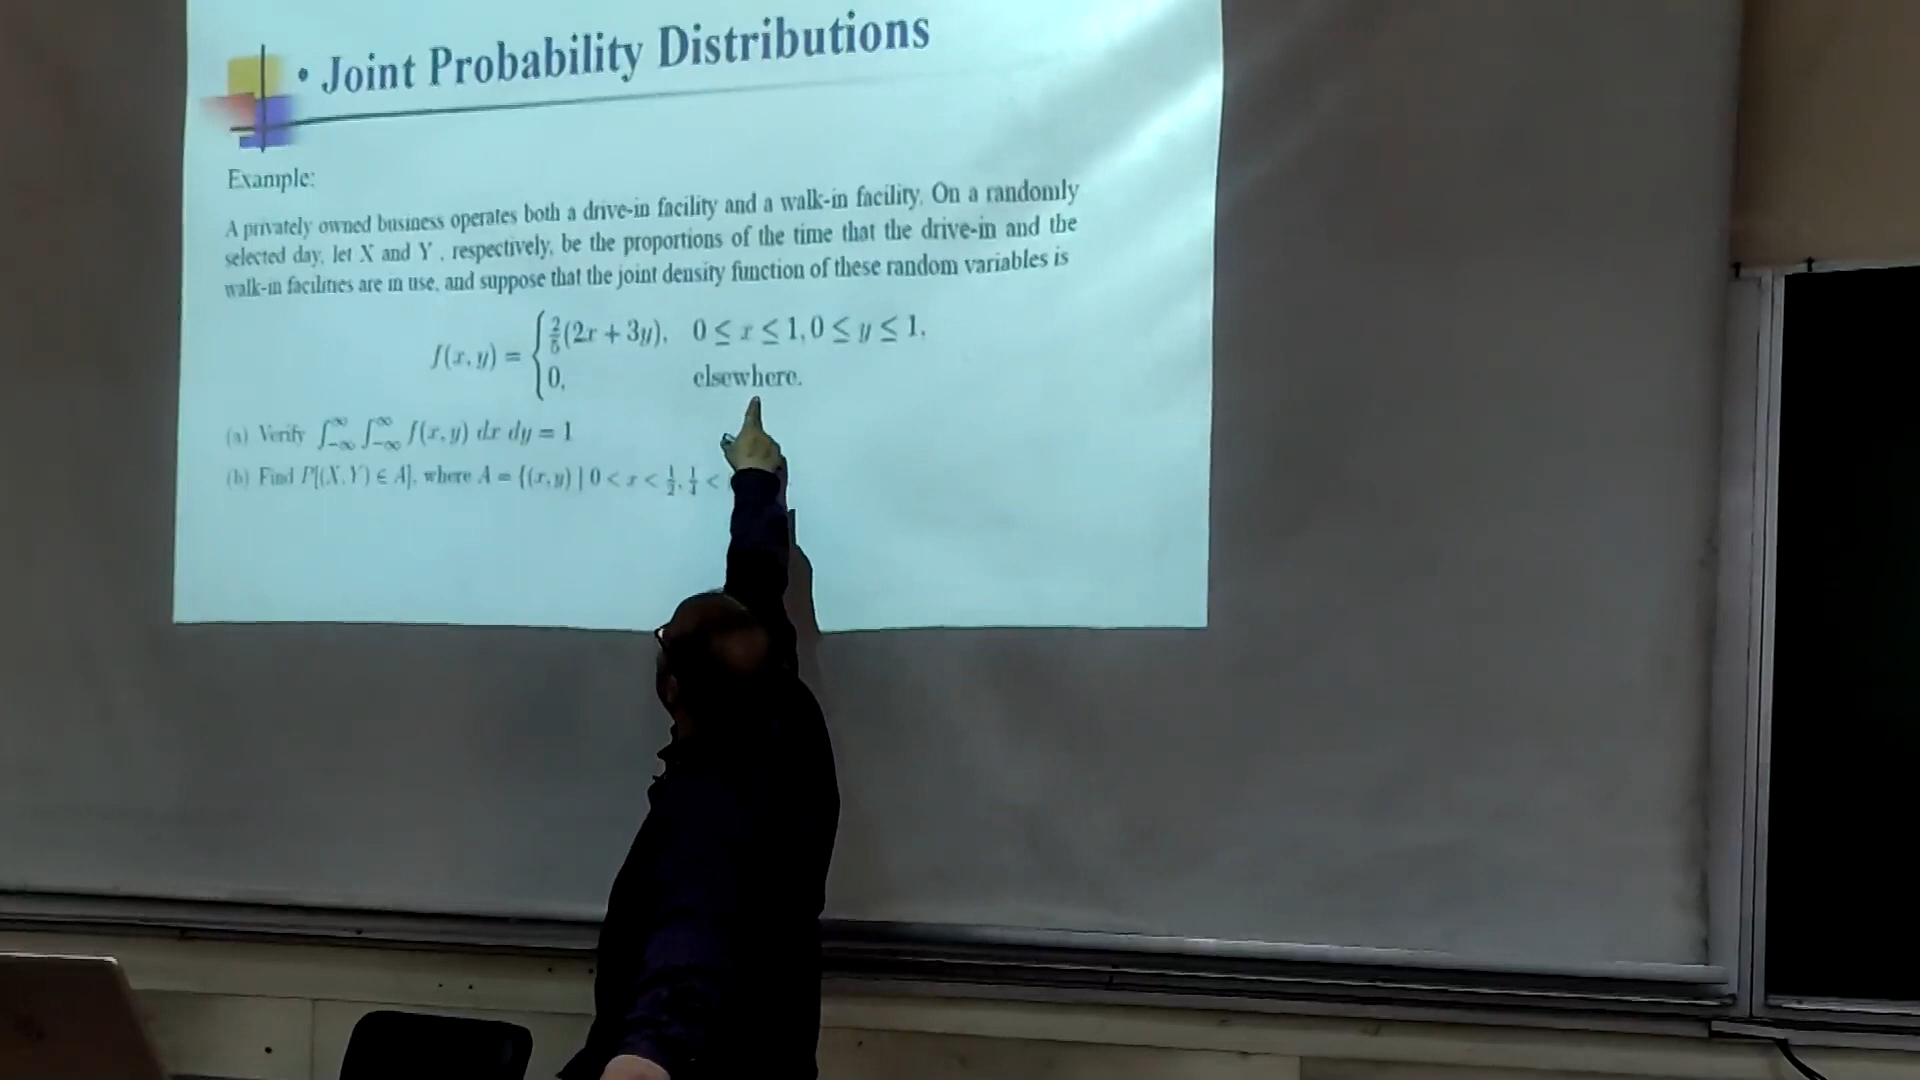 • Joint Probability Distributions
Example:
A privately owned business operates both a drive-in facility and a walk-in facility. On a randomly
selected day, let X and Y , respectively, be the proportions of the time that the drive-in and the
walk-in facilities are in use, and suppose that the joint density function of these random variables is
f(x, y) = { 2/5 (2x + 3y), 0 ≤ x ≤ 1, 0 ≤ y ≤ 1,
0, elsewhere.
(a) Verify ∫_{-∞}^{∞} ∫_{-∞}^{∞} f(x, y) dx dy = 1
(b) Find P[(X, Y) ∈ A], where A = {(x, y) | 0 < x < 1/2, 1/4 <